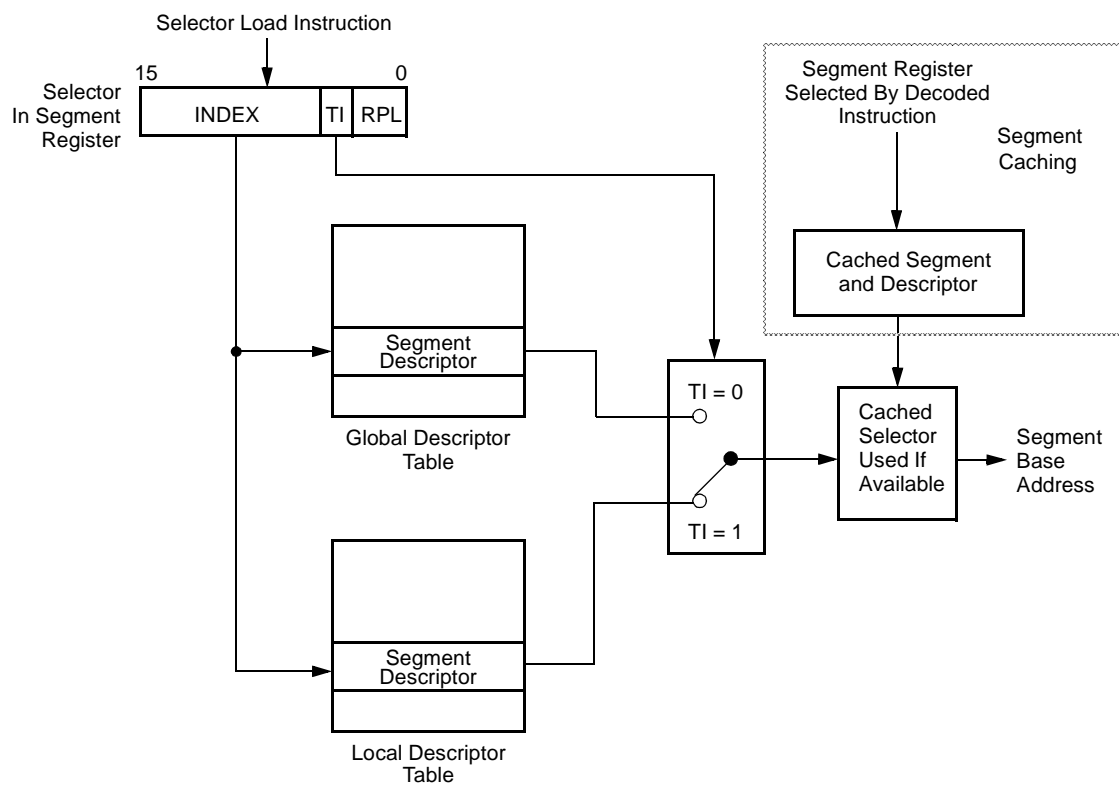 Selector Load Instruction
15
0
Selector
In Segment
Register
INDEX
TI
RPL
Segment Register
Selected By Decoded
Instruction
Segment
Caching
Cached Segment
and Descriptor
Segment
Descriptor
Global Descriptor
Table
TI = 0
TI = 1
Cached
Selector
Used If
Available
Segment
Base
Address
Segment
Descriptor
Local Descriptor
Table